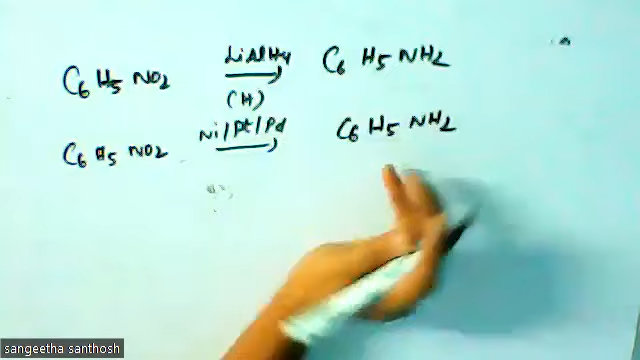 C6 H5 NO2 LiAlH4 → C6 H5 NH2
(H)
C6 H5 NO2 Ni/Pt/Pd → C6 H5 NH2
sangeetha santhosh